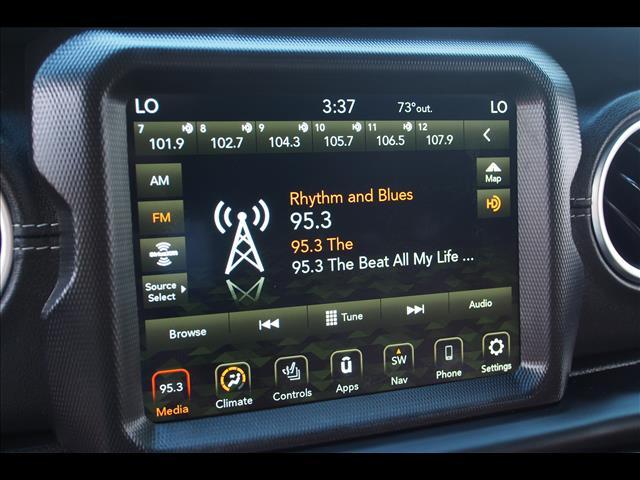 LO 3:37 73°out. LO
7 8 9 10 11 12
101.9 102.7 104.3 105.7 106.5 107.9
AM
Map
FM
Rhythm and Blues
95.3
95.3 The
95.3 The Beat All My Life ...
SiriusXM
Source
Select
Browse Tune Audio
95.3 SW
Media Climate Controls Apps Nav Phone Settings